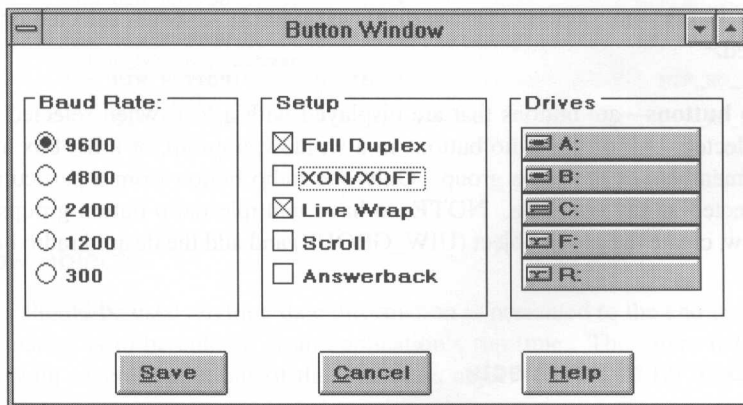 Button Window
Baud Rate:
9600
4800
2400
1200
300
Setup
Full Duplex
XON/XOFF
Line Wrap
Scroll
Answerback
Drives
A:
B:
C:
F:
R:
Save
Cancel
Help